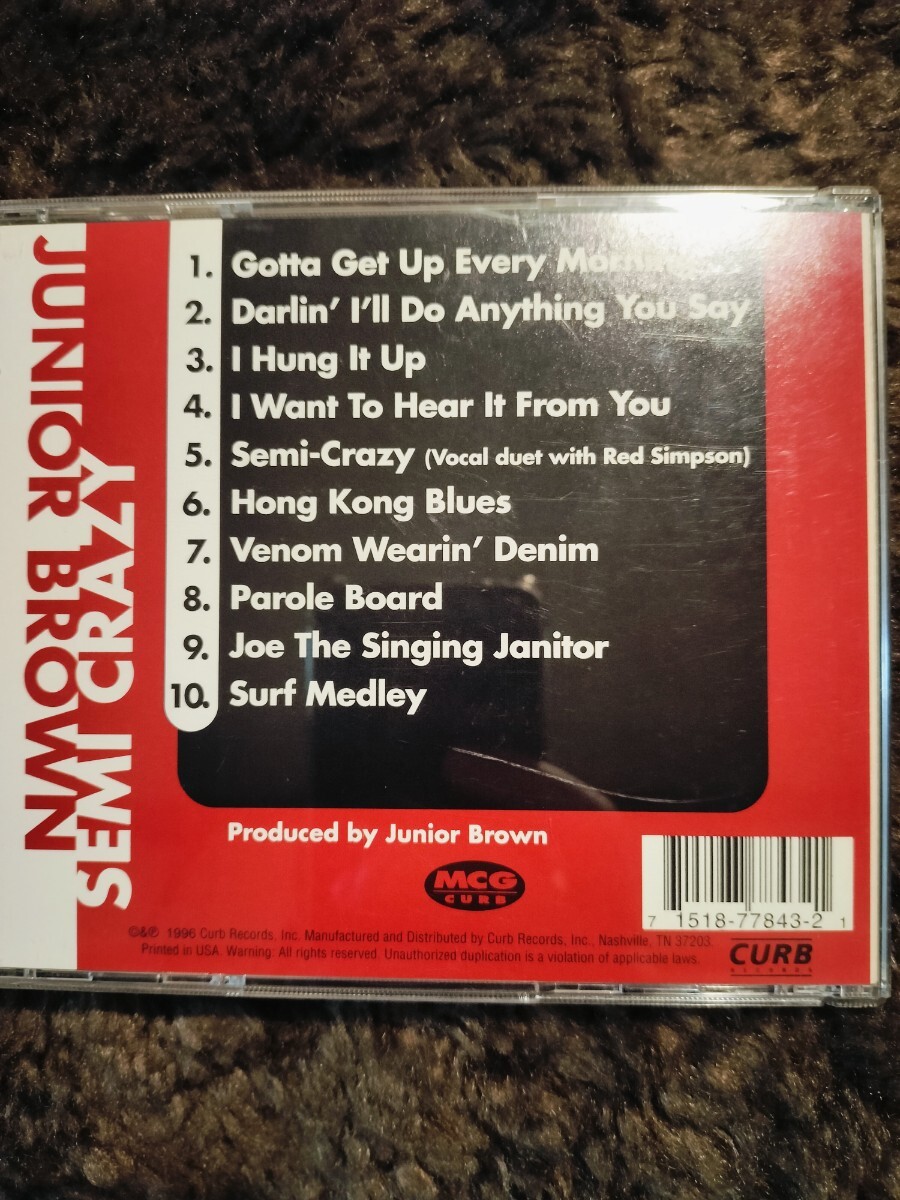 JUNIOR BROWN
SEMI CRAZY
1. Gotta Get Up Every Morning
2. Darlin' I'll Do Anything You Say
3. I Hung It Up
4. I Want To Hear It From You
5. Semi-Crazy (Vocal duet with Red Simpson)
6. Hong Kong Blues
7. Venom Wearin' Denim
8. Parole Board
9. Joe The Singing Janitor
10. Surf Medley
Produced by Junior Brown
MCG
CURB
7 1518-77843-2 1
©&℗ 1996 Curb Records, Inc. Manufactured and Distributed by Curb Records, Inc., Nashville, TN 37203.
Printed in USA. Warning: All rights reserved. Unauthorized duplication is a violation of applicable laws.
CURB
RECORDS